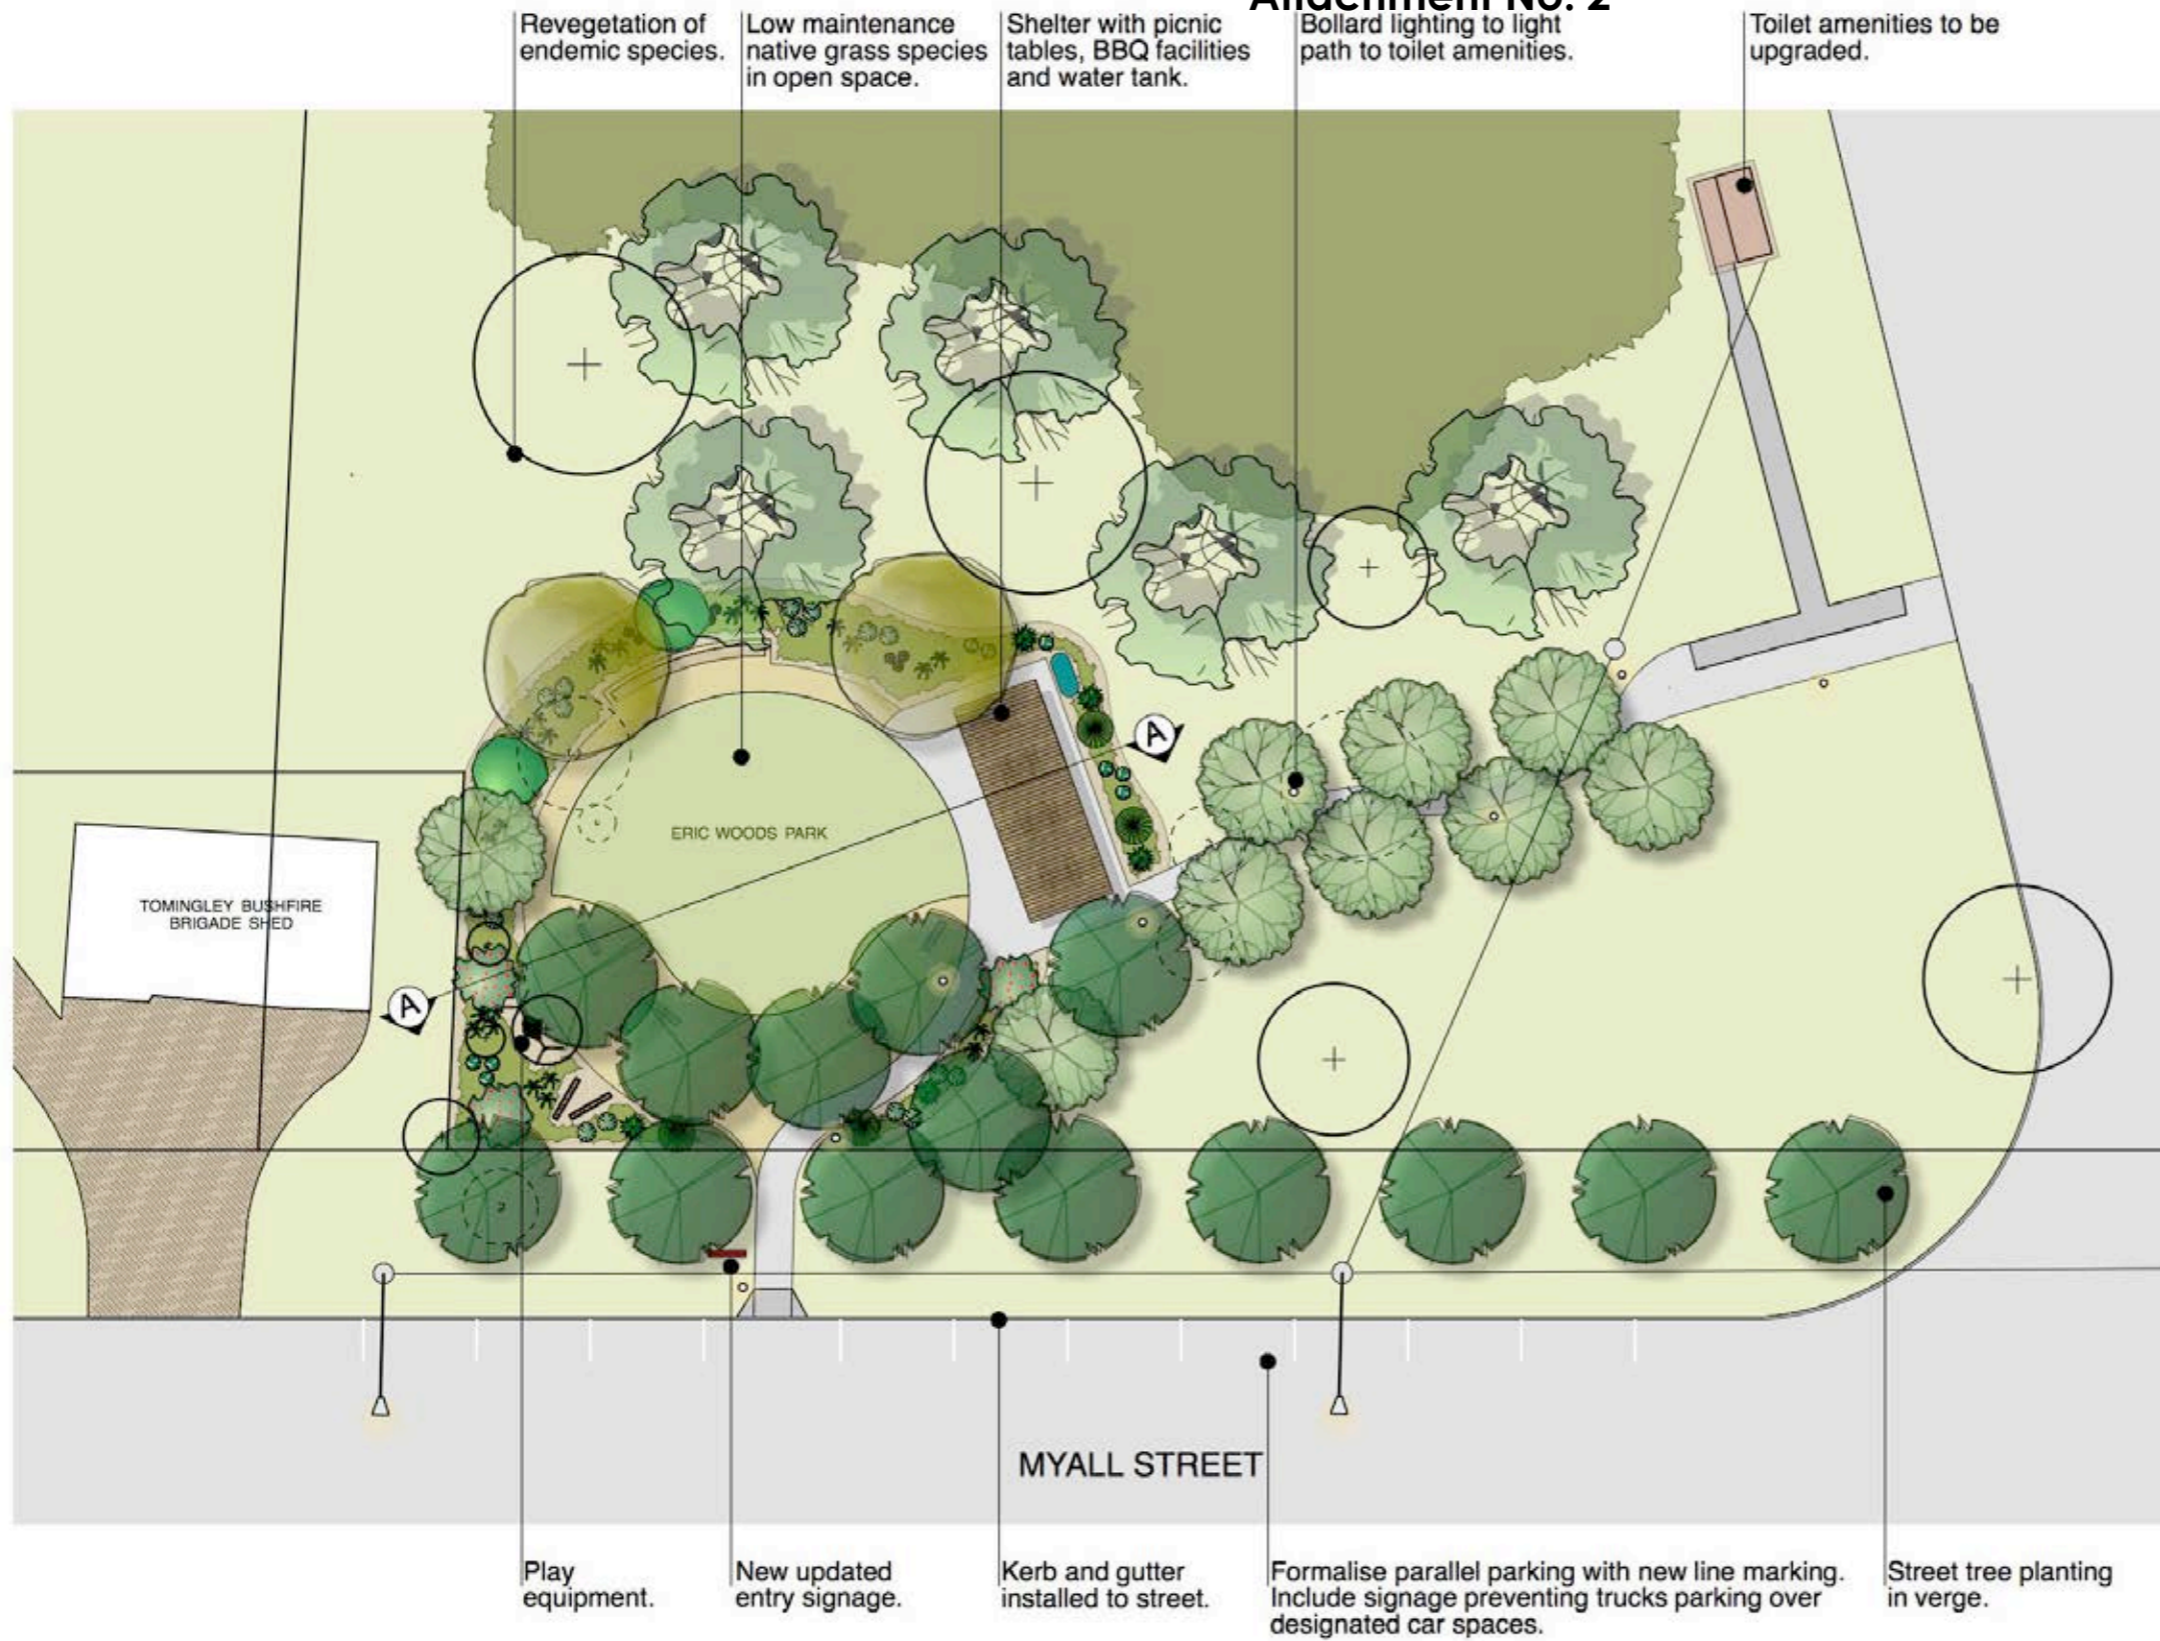 Attachment No. 2
Revegetation of
endemic species.
Low maintenance
native grass species
in open space.
Shelter with picnic
tables, BBQ facilities
and water tank.
Bollard lighting to light
path to toilet amenities.
Toilet amenities to be
upgraded.
A
ERIC WOODS PARK
TOMINGLEY BUSHFIRE
BRIGADE SHED
A
MYALL STREET
Play
equipment.
New updated
entry signage.
Kerb and gutter
installed to street.
Formalise parallel parking with new line marking.
Include signage preventing trucks parking over
designated car spaces.
Street tree planting
in verge.